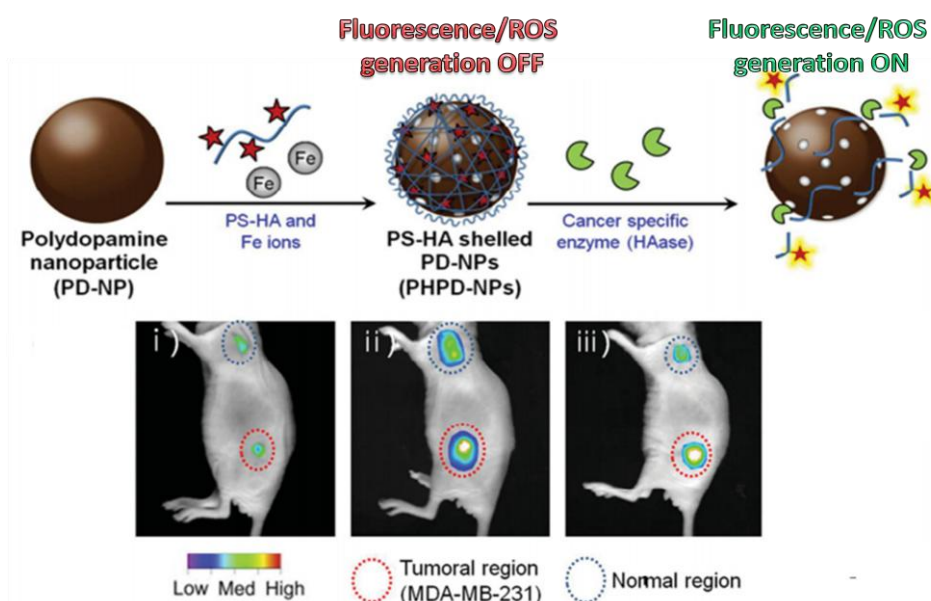 Fluorescence/ROS
generation OFF
Fluorescence/ROS
generation ON
Fe
Fe
PS-HA and
Fe ions
Cancer specific
enzyme (HAase)
Polydopamine
nanoparticle
(PD-NP)
PS-HA shelled
PD-NPs
(PHPD-NPs)
i)
ii)
iii)
Low Med High
Tumoral region
(MDA-MB-231)
Normal region